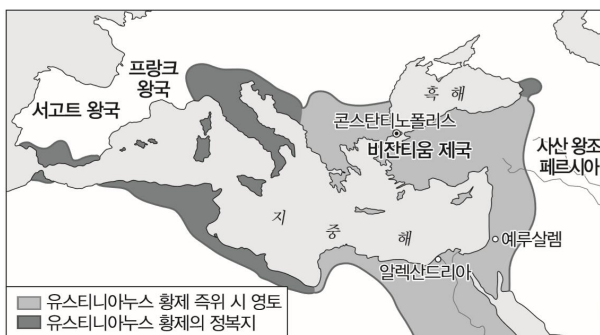 프랑크
왕국
서고트 왕국
흑 해
콘스탄티노폴리스
비잔티움 제국
사산 왕조
페르시아
지 중 해
예루살렘
알렉산드리아
유스티니아누스 황제 즉위 시 영토
유스티니아누스 황제의 정복지